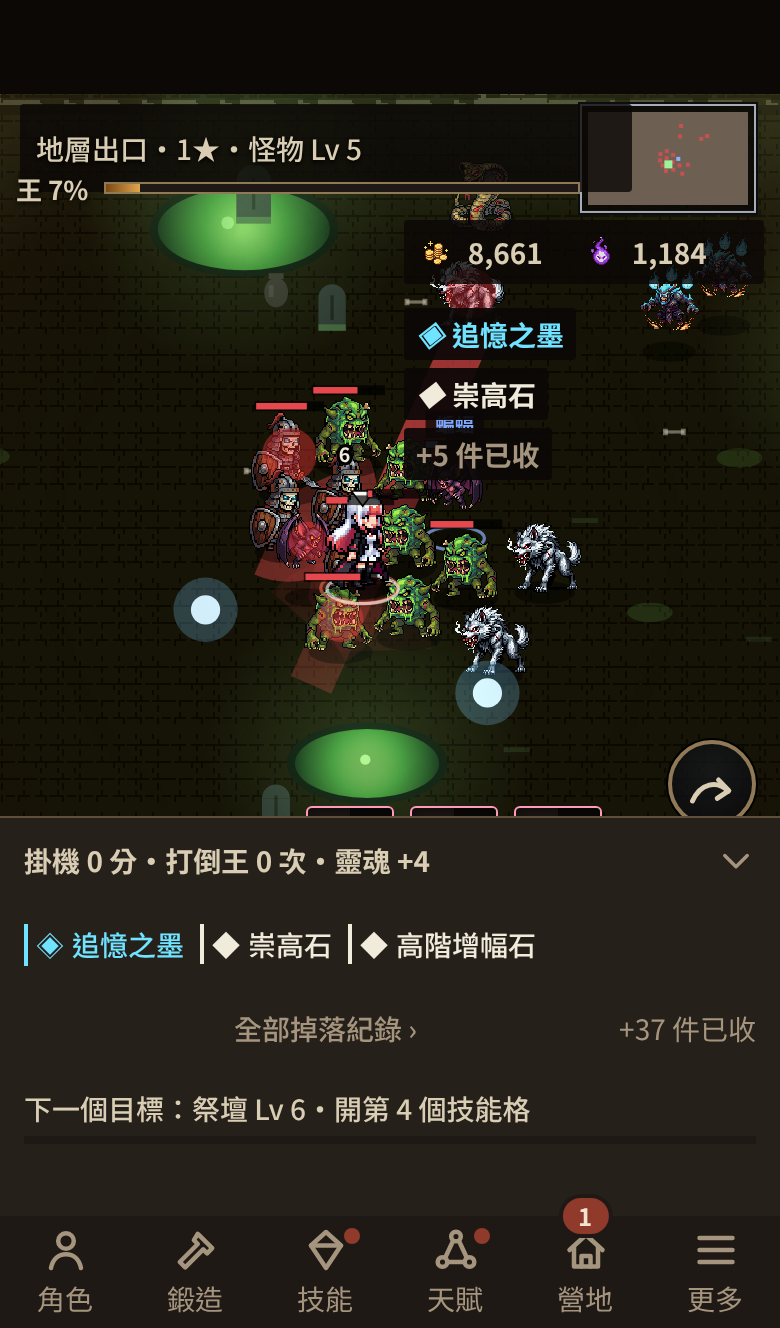 地層出口・1★・怪物 Lv 5
王 7%
8,661
1,184
追憶之墨
崇高石
+5 件已收
6
掛機 0 分・打倒王 0 次・靈魂 +4
追憶之墨
崇高石
高階增幅石
全部掉落紀錄 ›
+37 件已收
下一個目標：祭壇 Lv 6・開第 4 個技能格
1
角色
鍛造
技能
天賦
營地
更多